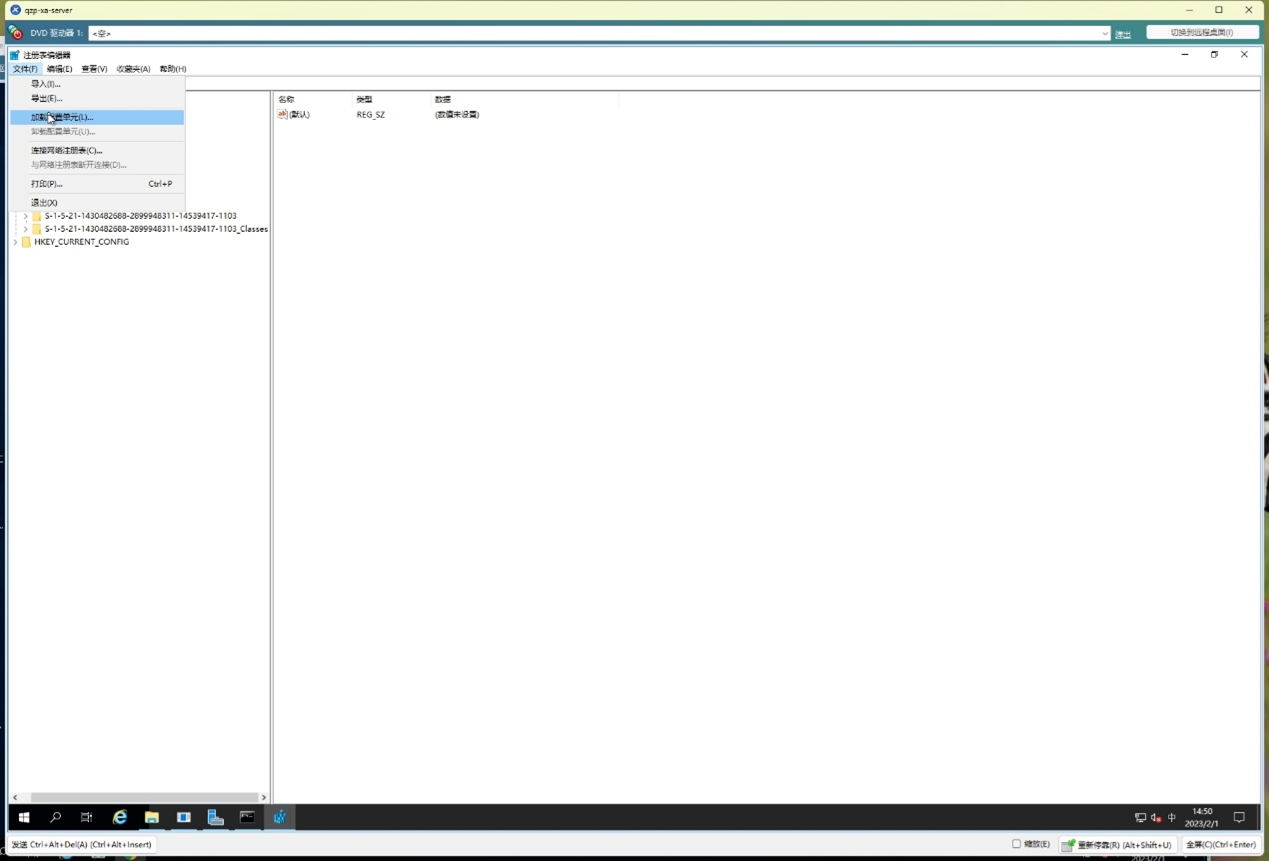 qzp-xa-server
DVD 驱动器 1: <空> 弹出 切换到远程桌面(I)
注册表编辑器
文件(F) 编辑(E) 查看(V) 收藏夹(A) 帮助(H)
导入(I)...
导出(E)...
加载配置单元(L)...
卸载配置单元(U)...
连接网络注册表(C)...
与网络注册表断开连接(D)...
打印(P)... Ctrl+P
退出(X)
名称 类型 数据
(默认) REG_SZ (数值未设置)
S-1-5-21-1430482688-2899948311-14539417-1103
S-1-5-21-1430482688-2899948311-14539417-1103_Classes
HKEY_CURRENT_CONFIG
中
14:50
2023/2/1
发送 Ctrl+Alt+Del(A) (Ctrl+Alt+Insert) 缩放(E) 重新停靠(R) (Alt+Shift+U) 全屏(C)(Ctrl+Enter)